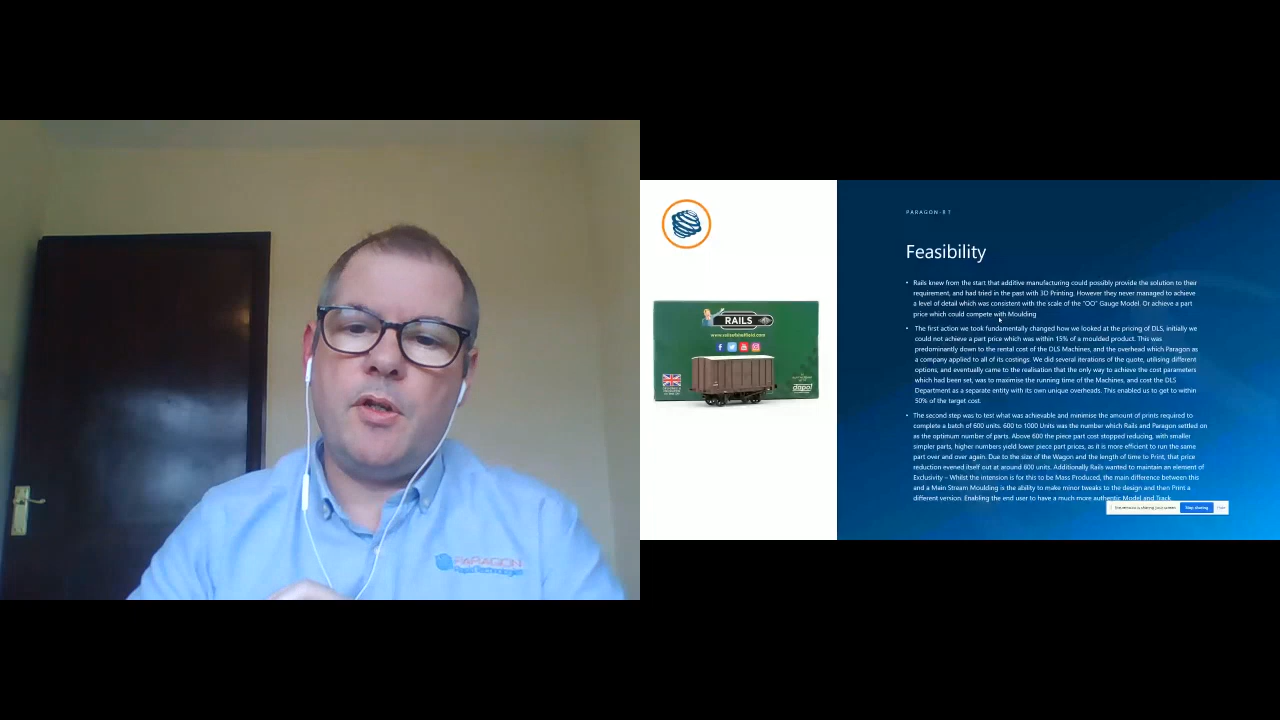 PARAGON
Rapid Technologies
RAILS
www.railsofsheffield.com
dapol
PARAGON-RT
Feasibility
• Rails knew from the start that additive manufacturing could possibly provide the solution to their
requirement, and had tried in the past with 3D Printing. However they never managed to achieve
a level of detail which was consistent with the scale of the "OO" Gauge Model. Or achieve a part
price which could compete with Moulding
• The first action we took fundamentally changed how we looked at the pricing of DLS, initially we
could not achieve a part price which was within 15% of a moulded product. This was
predominantly down to the rental cost of the DLS Machines, and the overhead which Paragon as
a company applied to all of its costings. We did several iterations of the quote, utilising different
options, and eventually came to the realisation that the only way to achieve the cost parameters
which had been set, was to maximise the running time of the Machines, and cost the DLS
Department as a separate entity with its own unique overheads. This enabled us to get to within
50% of the target cost.
• The second step was to test what was achievable and minimise the amount of prints required to
complete a batch of 600 units. 600 to 1000 Units was the number which Rails and Paragon settled on
as the optimum number of parts. Above 600 the piece part cost stopped reducing, with smaller
simpler parts, higher numbers yield lower piece part prices, as it is more efficient to run the same
part over and over again. Due to the size of the Wagon and the length of time to Print, that price
reduction evened itself out at around 600 units. Additionally Rails wanted to maintain an element of
Exclusivity – Whilst the intension is for this to be Mass Produced, the main difference between this
and a Main Stream Moulding is the ability to make minor tweaks to the design and then Print a
different version. Enabling the end user to have a much more authentic Model and Track
is sharing your screen
Stop sharing
Hide